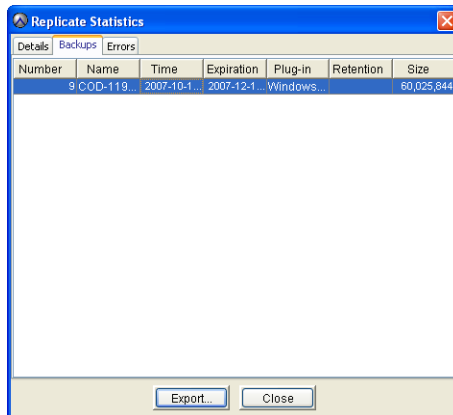 Replicate Statistics
Details Backups Errors
Number Name Time Expiration Plug-in Retention Size
9 COD-119... 2007-10-1... 2007-12-1... Windows... 60,025,844
Export... Close